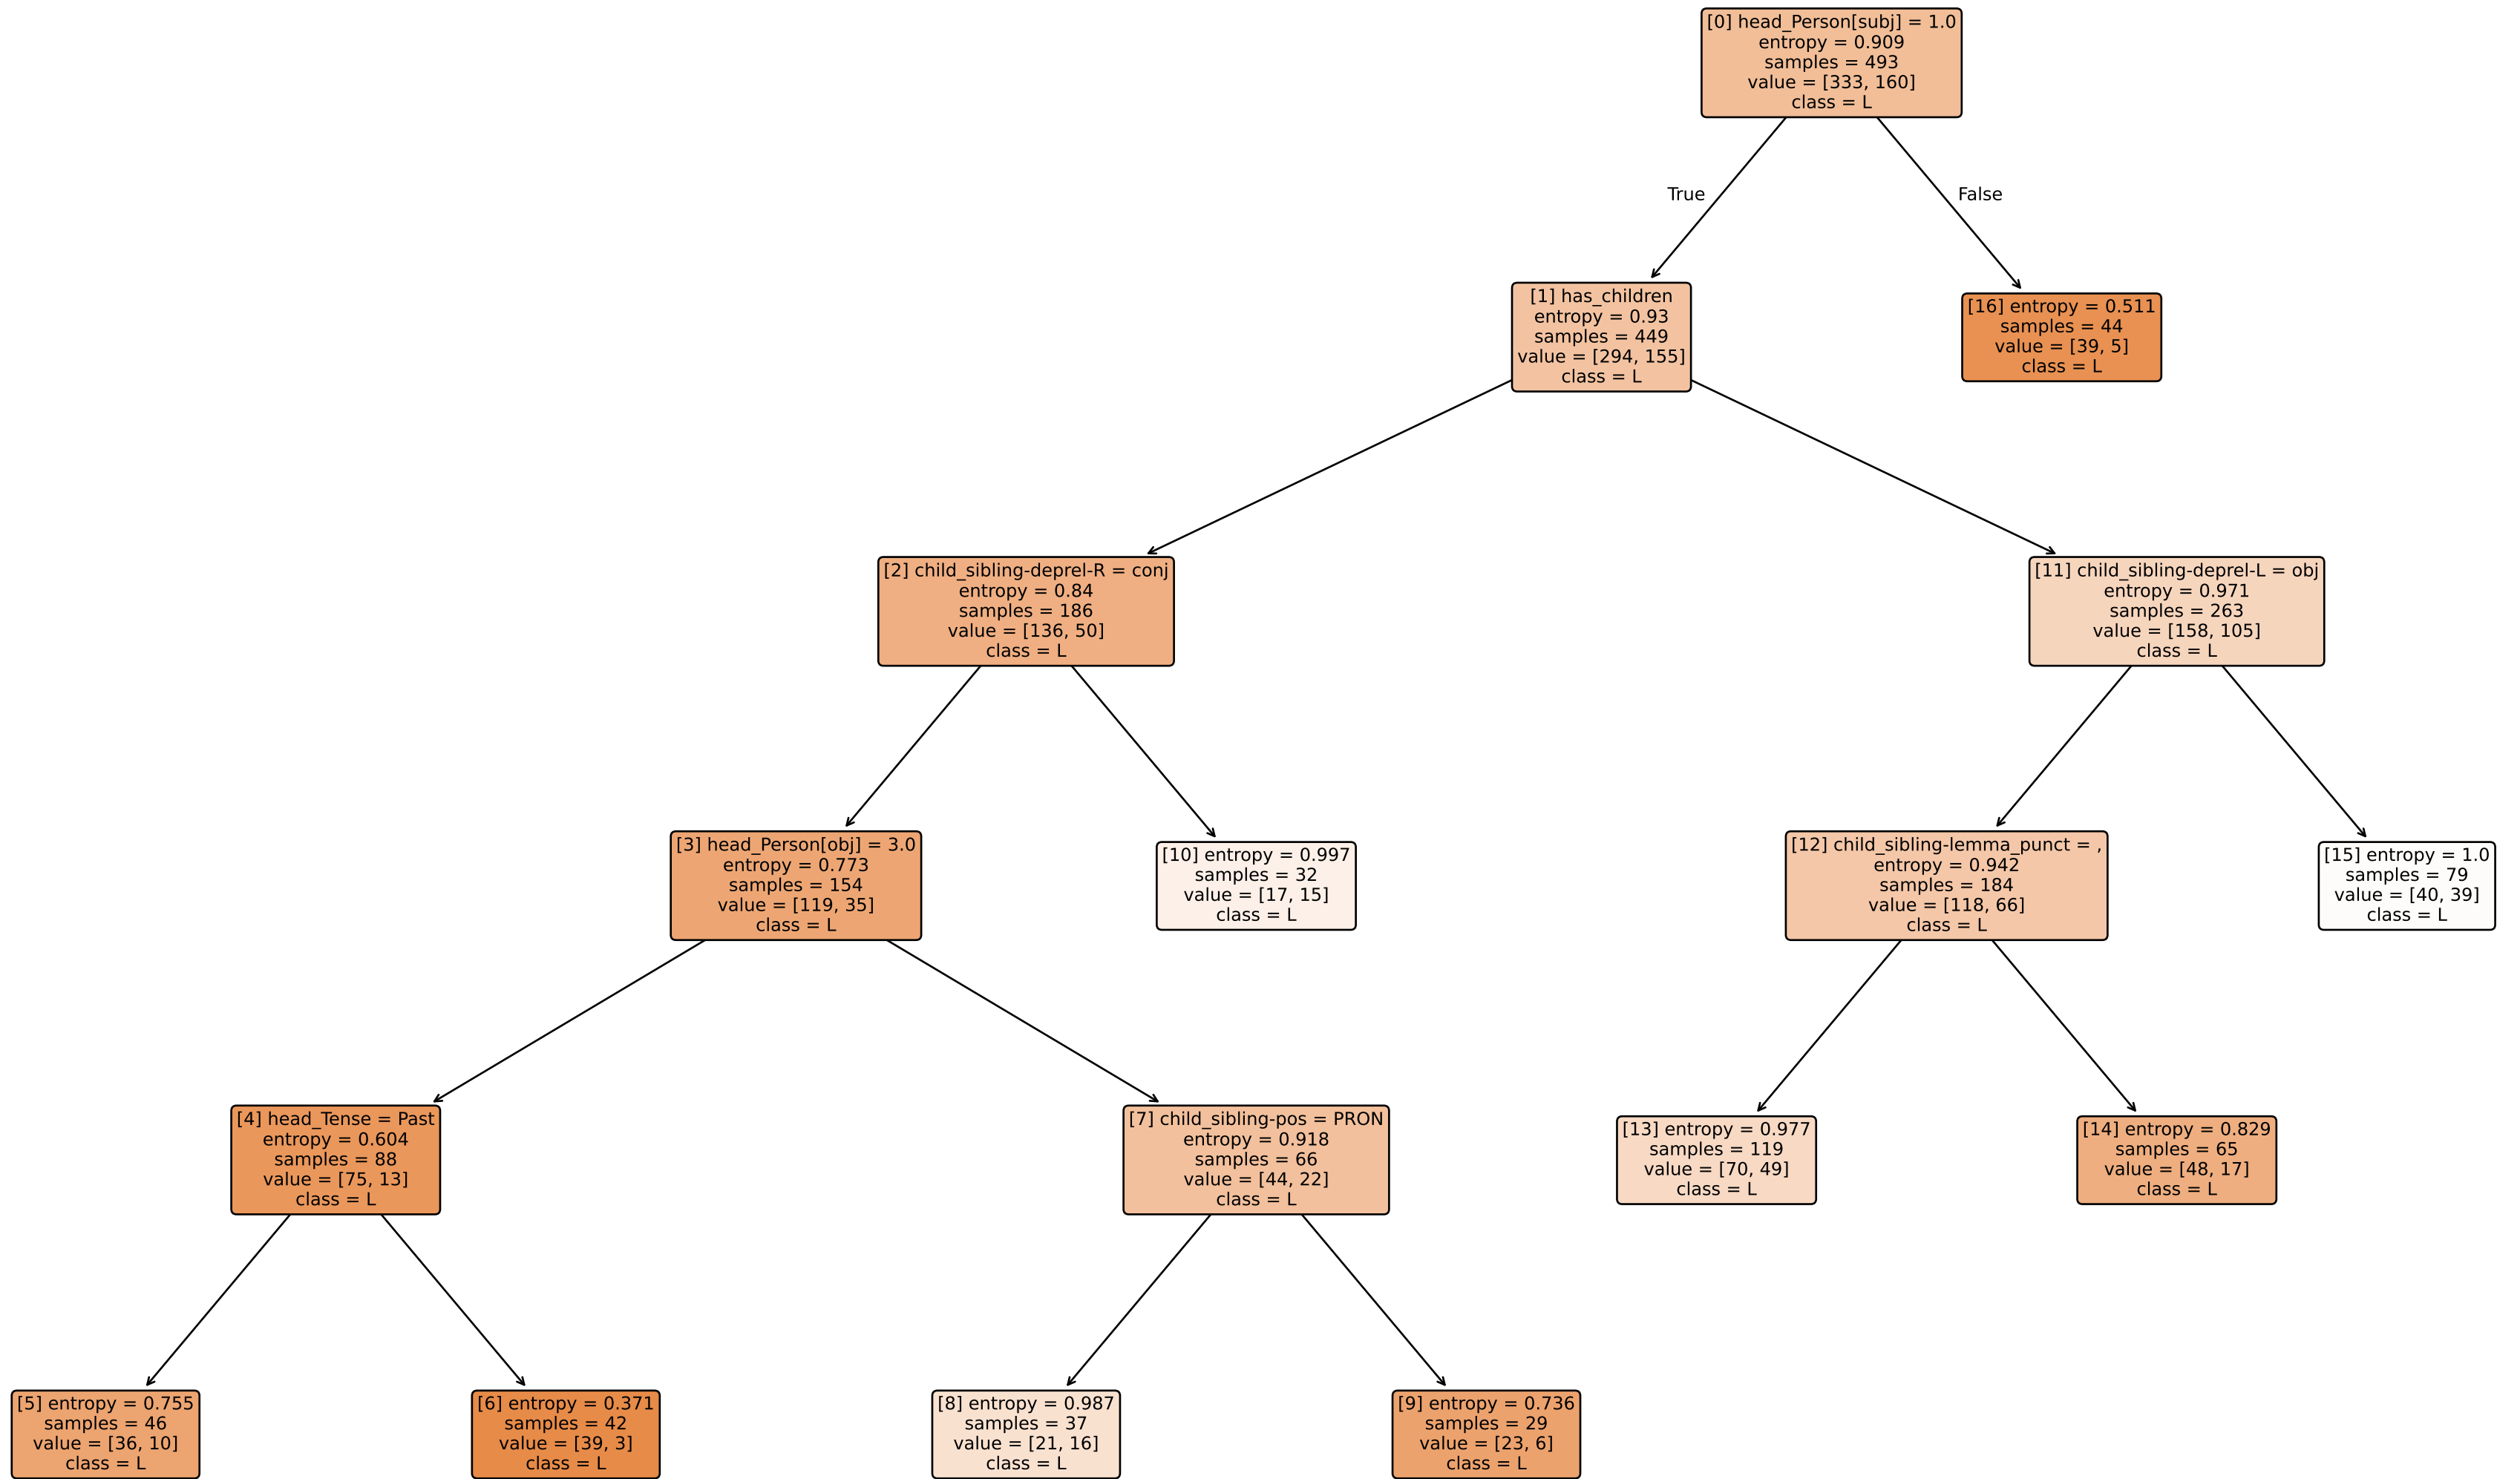 [0] head_Person[subj] = 1.0
entropy = 0.909
samples = 493
value = [333, 160]
class = L
True
False
[1] has_children
entropy = 0.93
samples = 449
value = [294, 155]
class = L
[16] entropy = 0.511
samples = 44
value = [39, 5]
class = L
[2] child_sibling-deprel-R = conj
entropy = 0.84
samples = 186
value = [136, 50]
class = L
[11] child_sibling-deprel-L = obj
entropy = 0.971
samples = 263
value = [158, 105]
class = L
[3] head_Person[obj] = 3.0
entropy = 0.773
samples = 154
value = [119, 35]
class = L
[10] entropy = 0.997
samples = 32
value = [17, 15]
class = L
[12] child_sibling-lemma_punct = ,
entropy = 0.942
samples = 184
value = [118, 66]
class = L
[15] entropy = 1.0
samples = 79
value = [40, 39]
class = L
[4] head_Tense = Past
entropy = 0.604
samples = 88
value = [75, 13]
class = L
[7] child_sibling-pos = PRON
entropy = 0.918
samples = 66
value = [44, 22]
class = L
[13] entropy = 0.977
samples = 119
value = [70, 49]
class = L
[14] entropy = 0.829
samples = 65
value = [48, 17]
class = L
[5] entropy = 0.755
samples = 46
value = [36, 10]
class = L
[6] entropy = 0.371
samples = 42
value = [39, 3]
class = L
[8] entropy = 0.987
samples = 37
value = [21, 16]
class = L
[9] entropy = 0.736
samples = 29
value = [23, 6]
class = L